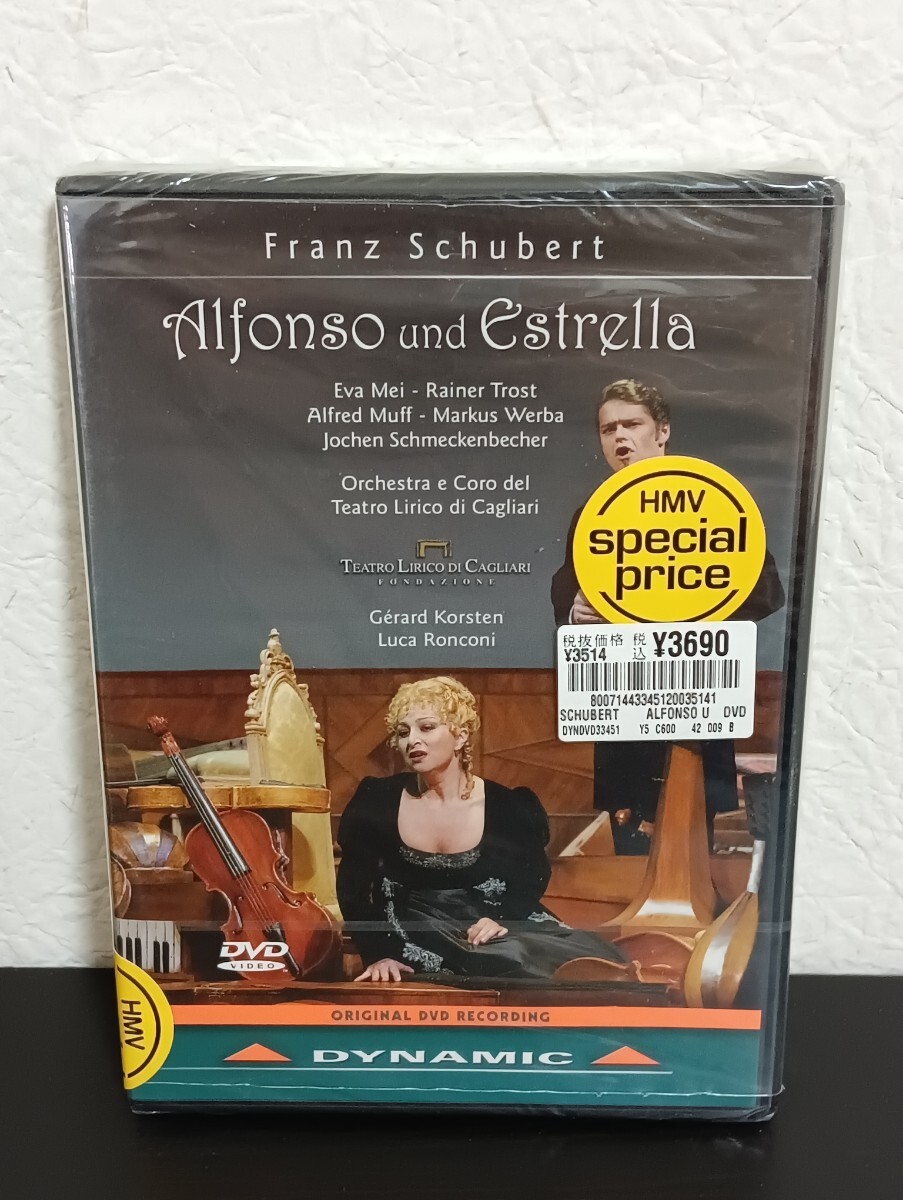 Franz Schubert
Alfonso und Estrella
Eva Mei - Rainer Trost
Alfred Muff - Markus Werba
Jochen Schmeckenbecher
Orchestra e Coro del
Teatro Lirico di Cagliari
TEATRO LIRICO DI CAGLIARI
FONDAZIONE
Gérard Korsten
Luca Ronconi
HMV
special
price
税抜価格 税込 ¥3690
¥3514
80071443345120035141
SCHUBERT ALFONSO U DVD
DYNDVD33451 Y5 C600 42 009 B
DVD
VIDEO
HMV
ORIGINAL DVD RECORDING
DYNAMIC